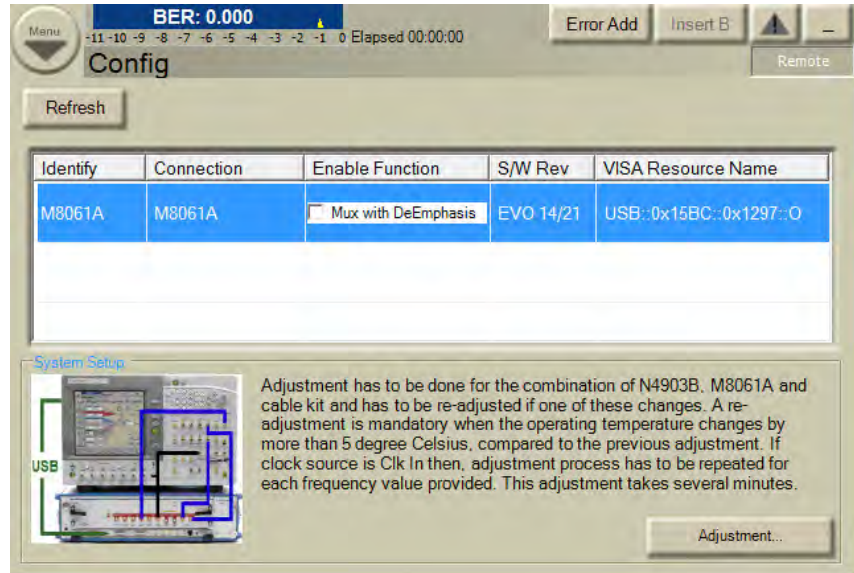 Menu
BER: 0.000
-11 -10 -9 -8 -7 -6 -5 -4 -3 -2 -1 0 Elapsed 00:00:00
Error Add
Insert B
Config
Remote
Refresh
Identify Connection Enable Function S/W Rev VISA Resource Name
M8061A M8061A Mux with DeEmphasis EVO 14/21 USB::0x15BC::0x1297::O
System Setup
USB
Adjustment has to be done for the combination of N4903B, M8061A and
cable kit and has to be re-adjusted if one of these changes. A re-
adjustment is mandatory when the operating temperature changes by
more than 5 degree Celsius, compared to the previous adjustment. If
clock source is Clk In then, adjustment process has to be repeated for
each frequency value provided. This adjustment takes several minutes.
Adjustment...